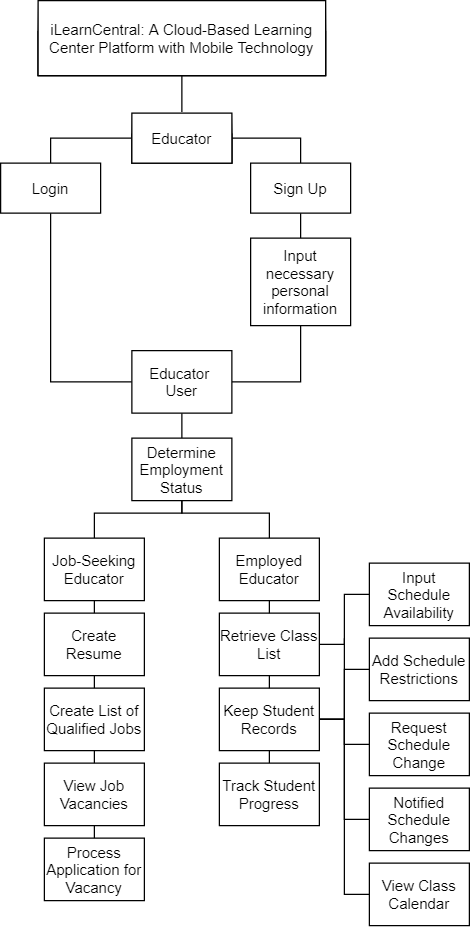 iLearnCentral: A Cloud-Based Learning
Center Platform with Mobile Technology
Educator
Login
Sign Up
Input
necessary
personal
information
Educator
User
Determine
Employment
Status
Job-Seeking
Educator
Create
Resume
Create List of
Qualified Jobs
View Job
Vacancies
Process
Application for
Vacancy
Employed
Educator
Retrieve Class
List
Keep Student
Records
Track Student
Progress
Input
Schedule
Availability
Add Schedule
Restrictions
Request
Schedule
Change
Notified
Schedule
Changes
View Class
Calendar